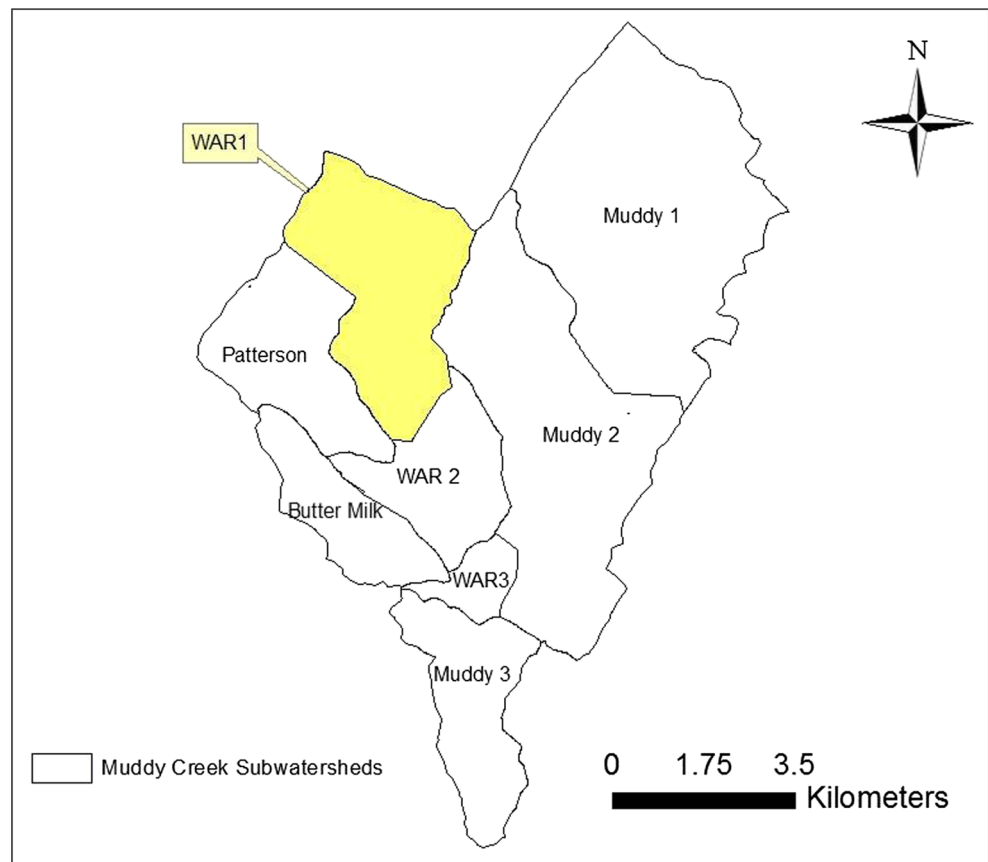 N
WAR1
Muddy 1
Patterson
Muddy 2
WAR 2
Butter Milk
WAR3
Muddy 3
Muddy Creek Subwatersheds
0 1.75 3.5
Kilometers